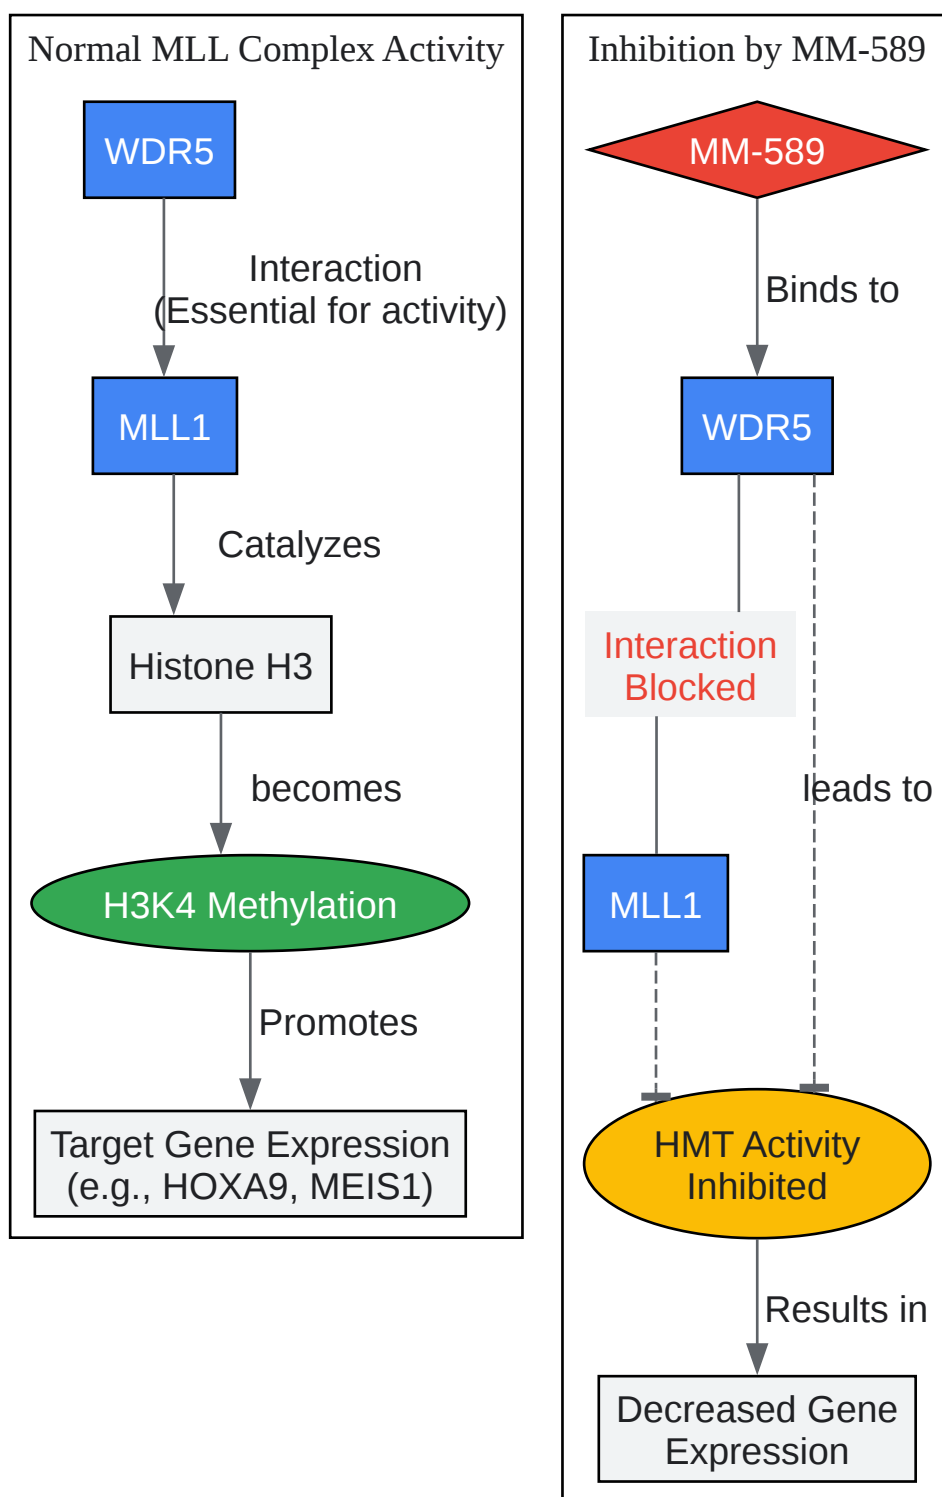 Normal MLL Complex Activity
WDR5
Interaction
(Essential for activity)
MLL1
Catalyzes
Histone H3
becomes
H3K4 Methylation
Promotes
Target Gene Expression
(e.g., HOXA9, MEIS1)
Inhibition by MM-589
MM-589
Binds to
WDR5
Interaction
Blocked
leads to
MLL1
HMT Activity
Inhibited
Results in
Decreased Gene
Expression